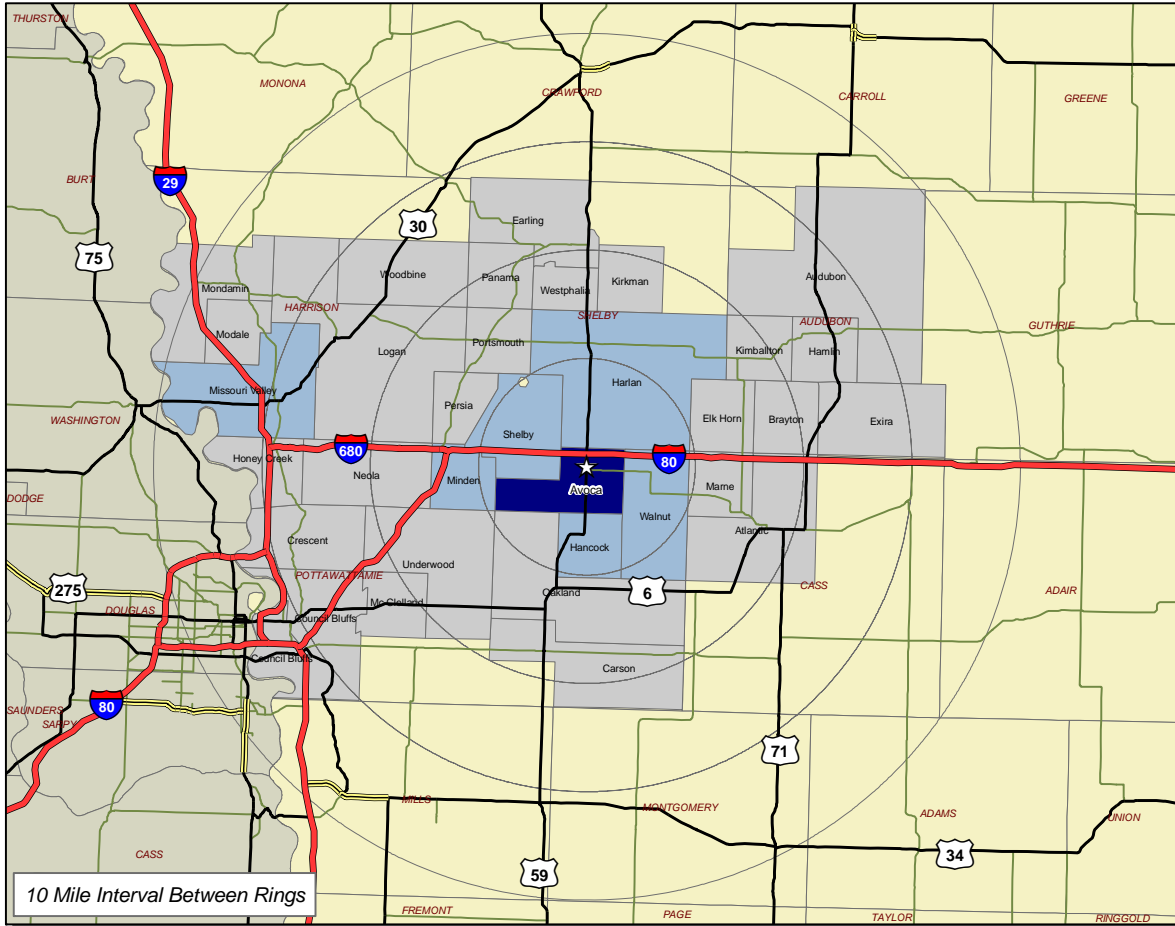 THURSTON
MONONA
CRAWFORD
CARROLL
GREENE
BURT
29
30
75
Earling
Woodbine
Panama
Westphalia
Kirkman
Audubon
Mondamin
HARRISON
SHELBY
AUDUBON
GUTHRIE
Modale
Logan
Portsmouth
Kimballton
Hamlin
Missouri Valley
Harlan
Persia
WASHINGTON
Shelby
Elk Horn
Brayton
Exira
680
80
Honey Creek
Neola
Minden
Avoca
Marne
DODGE
Walnut
Atlantic
Crescent
Hancock
Underwood
POTTAWATTAMIE
275
6
CASS
ADAIR
DOUGLAS
McClelland
Oakland
Council Bluffs
Council Bluffs
Carson
80
SAUNDERS
SARPY
71
MILLS
MONTGOMERY
ADAMS
UNION
CASS
34
59
10 Mile Interval Between Rings
FREMONT
PAGE
TAYLOR
RINGGOLD